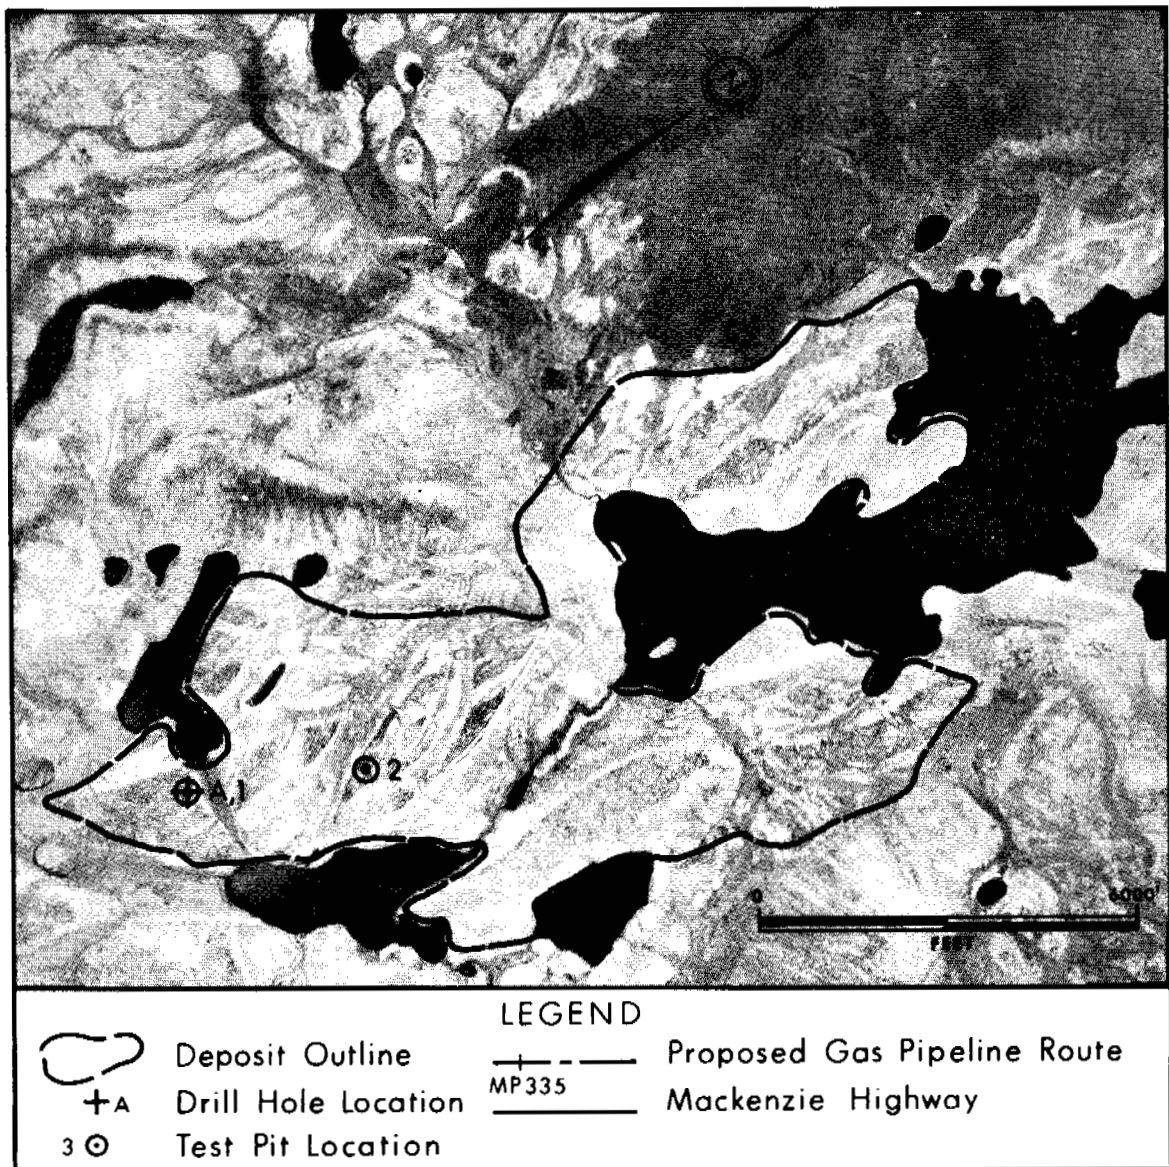 A,1
2
0 6000'
FEET
LEGEND
Deposit Outline
Proposed Gas Pipeline Route
MP335
A Drill Hole Location
Mackenzie Highway
3 Test Pit Location